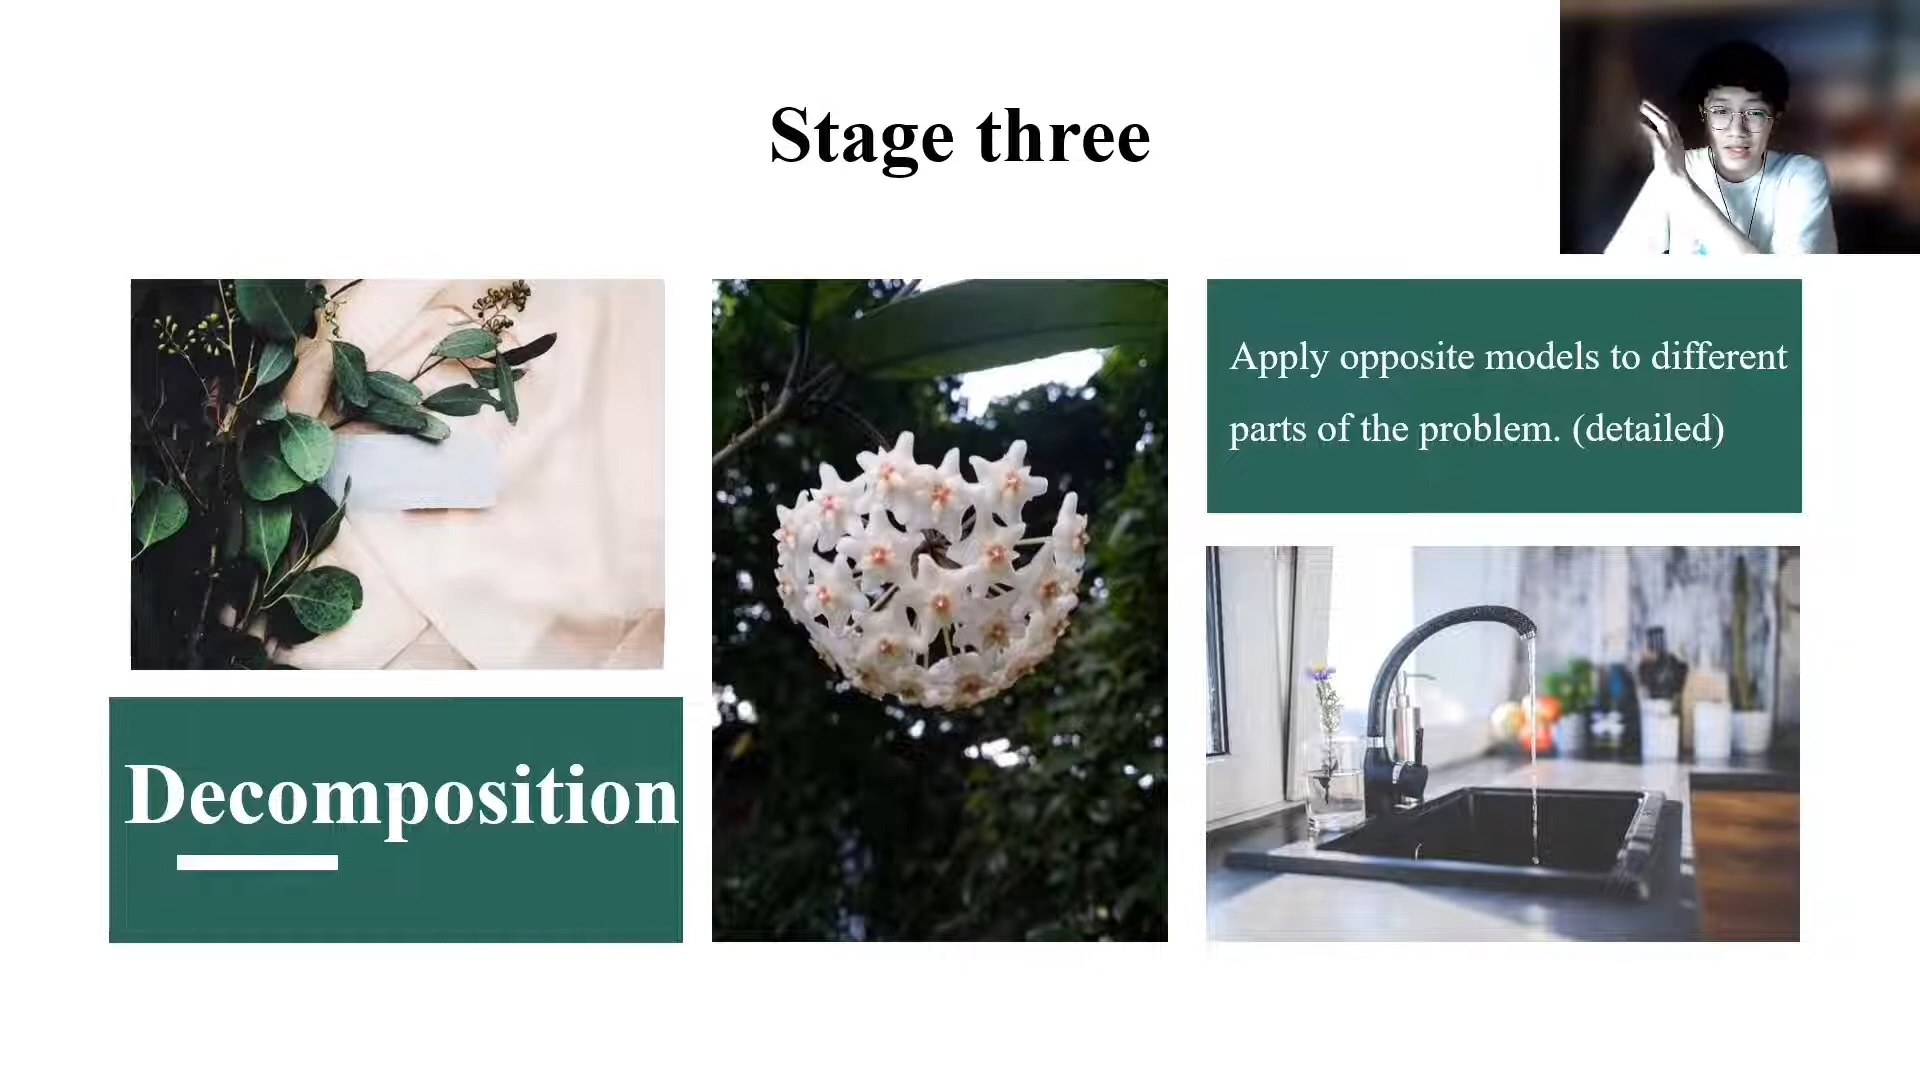 Stage three
Decomposition
Apply opposite models to different
parts of the problem. (detailed)